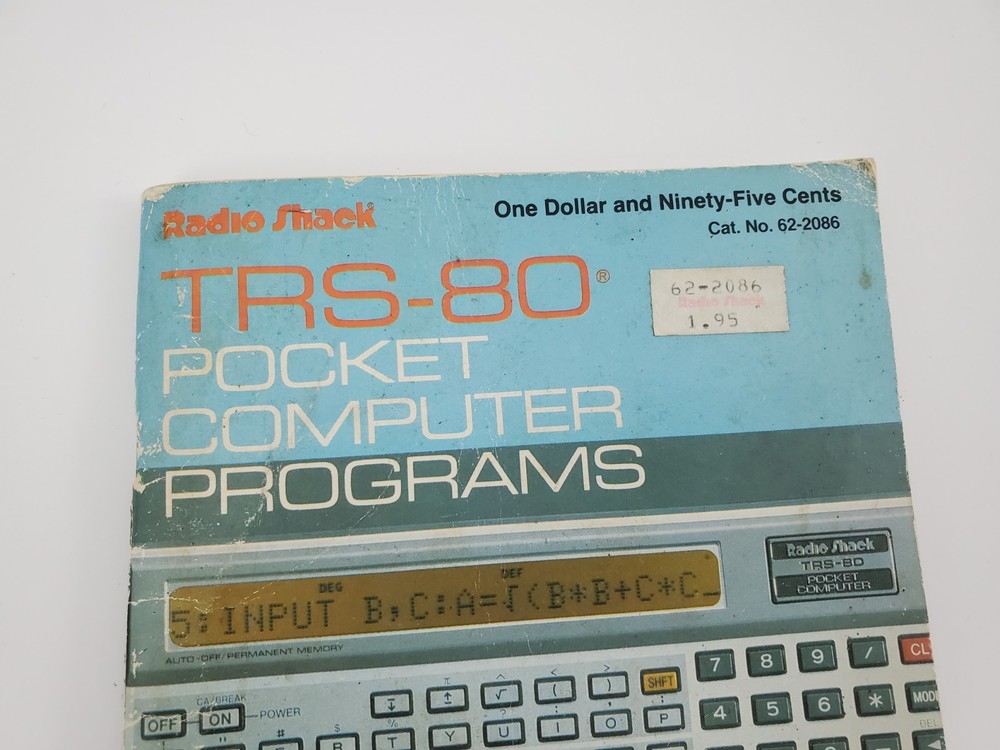 Radio Shack®
One Dollar and Ninety-Five Cents
Cat. No. 62-2086
TRS-80®
62-2086
Radio Shack
1.95
POCKET
COMPUTER
PROGRAMS
Radio Shack
TRS-80
POCKET
COMPUTER
DEG DEF
5:INPUT B,C:A=√(B*B+C*C_
AUTO-OFF/PERMANENT MEMORY
7 8 9 / CL
π ^ < >
↧ ↥ √ ( ) SHFT
CA/BREAK
OFF ON POWER
4 5 6 * MOD
# $ % ? : ;
R T Y U I O P
DEL